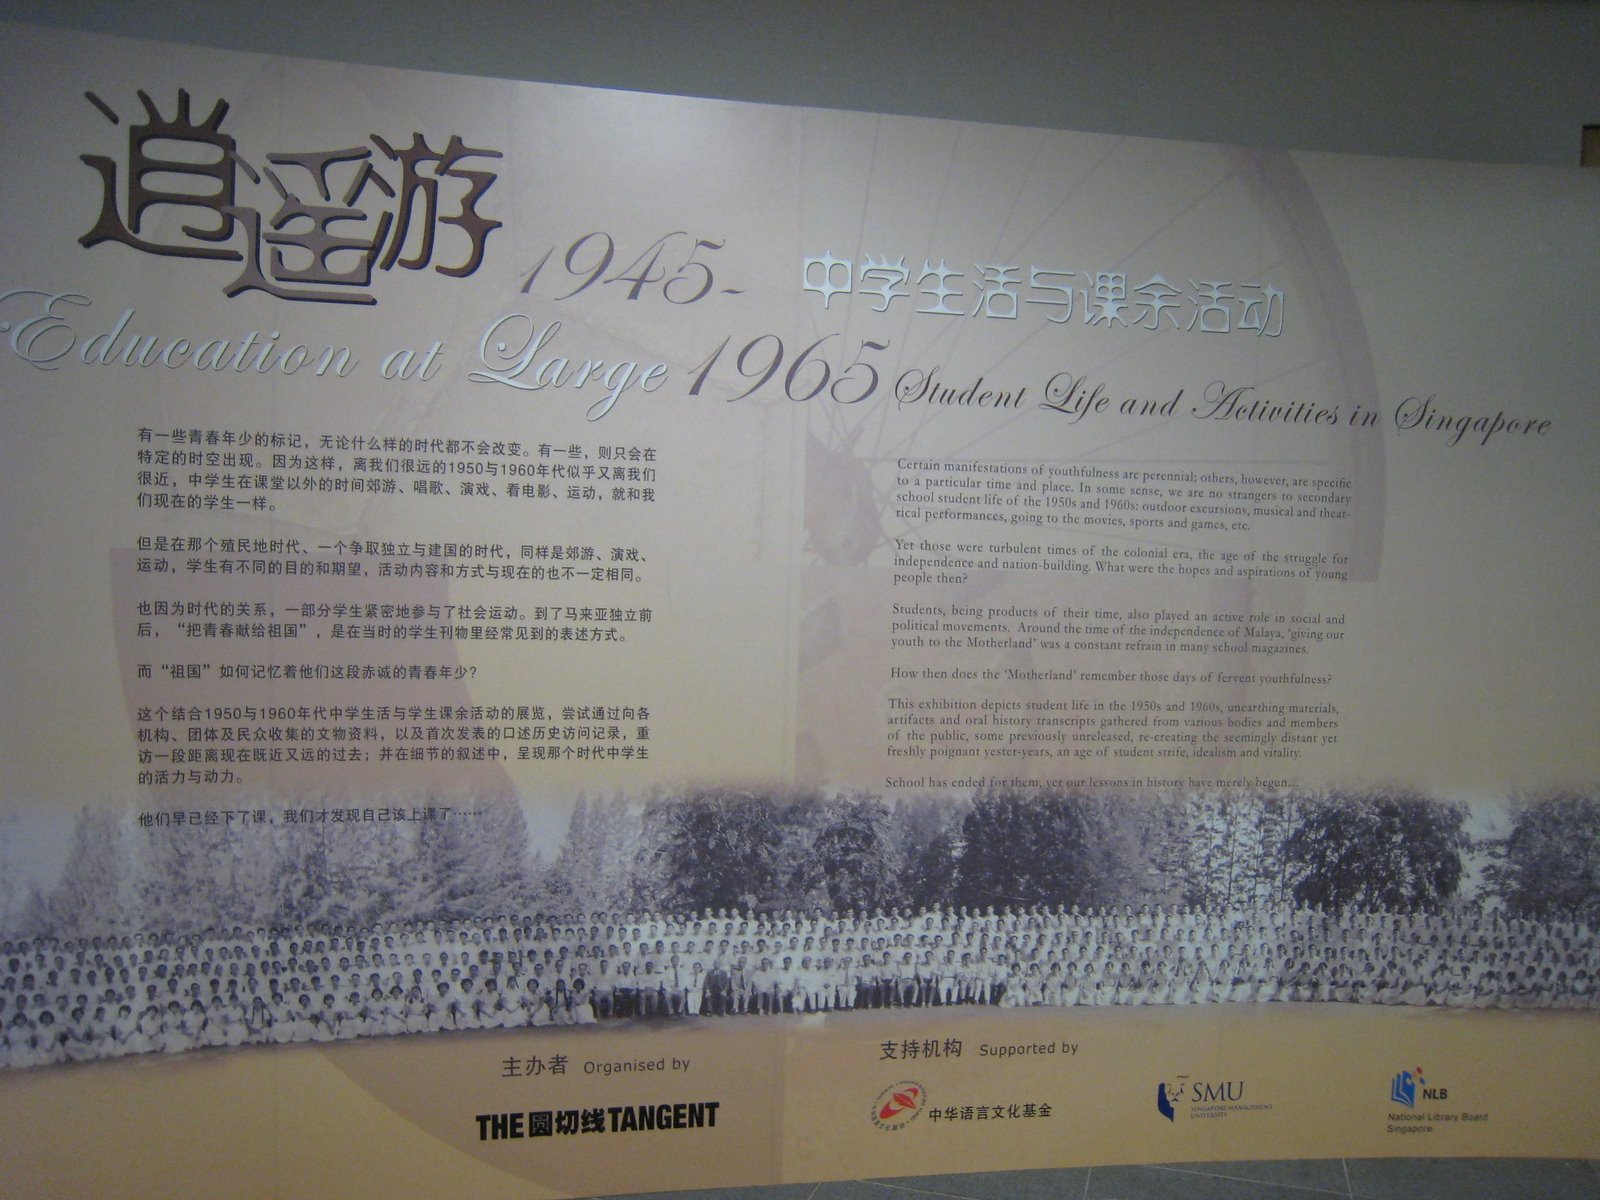 逍遥游
1945-
中学生活与课余活动
Education at Large 1965 Student Life and Activities in Singapore
有一些青春年少的标记，无论什么样的时代都不会改变。有一些，则只会在
特定的时空出现。因为这样，离我们很远的1950与1960年代似乎又离我们
很近，中学生在课堂以外的时间郊游、唱歌、演戏、看电影、运动，就和我
们现在的学生一样。
但是在那个殖民地时代、一个争取独立与建国的时代，同样是郊游、演戏、
运动，学生有不同的目的和期望，活动内容和方式与现在的也不一定相同。
也因为时代的关系，一部分学生紧密地参与了社会运动。到了马来亚独立前
后，“把青春献给祖国”，是在当时的学生刊物里经常见到的表述方式。
而“祖国”如何记忆着他们这段赤诚的青春年少？
这个结合1950与1960年代中学生活与学生课余活动的展览，尝试通过向各
机构、团体及民众收集的文物资料，以及首次发表的口述历史访问记录，重
访一段距离现在既近又远的过去；并在细节的叙述中，呈现那个时代中学生
的活力与动力。
他们早已经下了课，我们才发现自己该上课了……
Certain manifestations of youthfulness are perennial; others, however, are specific
to a particular time and place. In some sense, we are no strangers to secondary
school student life of the 1950s and 1960s: outdoor excursions, musical and theat-
rical performances, going to the movies, sports and games, etc.
Yet those were turbulent times of the colonial era, the age of the struggle for
independence and nation-building. What were the hopes and aspirations of young
people then?
Students, being products of their time, also played an active role in social and
political movements. Around the time of the independence of Malaya, 'giving our
youth to the Motherland' was a constant refrain in many school magazines.
How then does the 'Motherland' remember those days of fervent youthfulness?
This exhibition depicts student life in the 1950s and 1960s, unearthing materials,
artifacts and oral history transcripts gathered from various bodies and members
of the public, some previously unreleased, re-creating the seemingly distant yet
freshly poignant yester-years, an age of student strife, idealism and vitality.
School has ended for them, yet our lessons in history have merely begun...
主办者 Organised by
THE圆切线TANGENT
支持机构 Supported by
中华语言文化基金
SMU
SINGAPORE MANAGEMENT
UNIVERSITY
NLB
National Library Board
Singapore